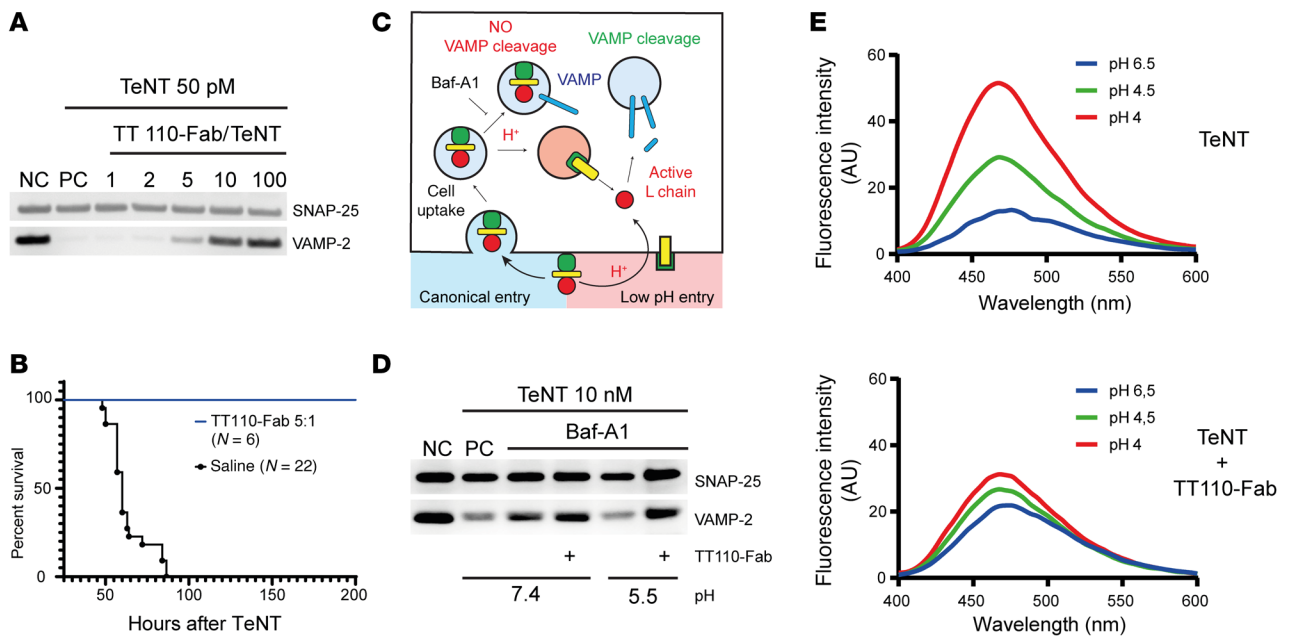 A
TeNT 50 pM
TT 110-Fab/TeNT
NC PC 1 2 5 10 100
SNAP-25
VAMP-2
B
100
50
0
50 100 150 200
Percent survival
Hours after TeNT
TT110-Fab 5:1
(N = 6)
Saline (N = 22)
C
NO
VAMP cleavage
VAMP cleavage
Baf-A1
VAMP
H+
Cell
uptake
Active
L chain
H+
Canonical entry
Low pH entry
D
TeNT 10 nM
Baf-A1
NC PC
SNAP-25
VAMP-2
+ + TT110-Fab
7.4 5.5 pH
E
Fluorescence intensity
(AU)
60
40
20
0
400 450 500 550 600
Wavelength (nm)
pH 6.5
pH 4.5
pH 4
TeNT
Fluorescence intensity
(AU)
60
40
20
0
400 450 500 550 600
Wavelength (nm)
pH 6,5
pH 4,5
pH 4
TeNT
+
TT110-Fab